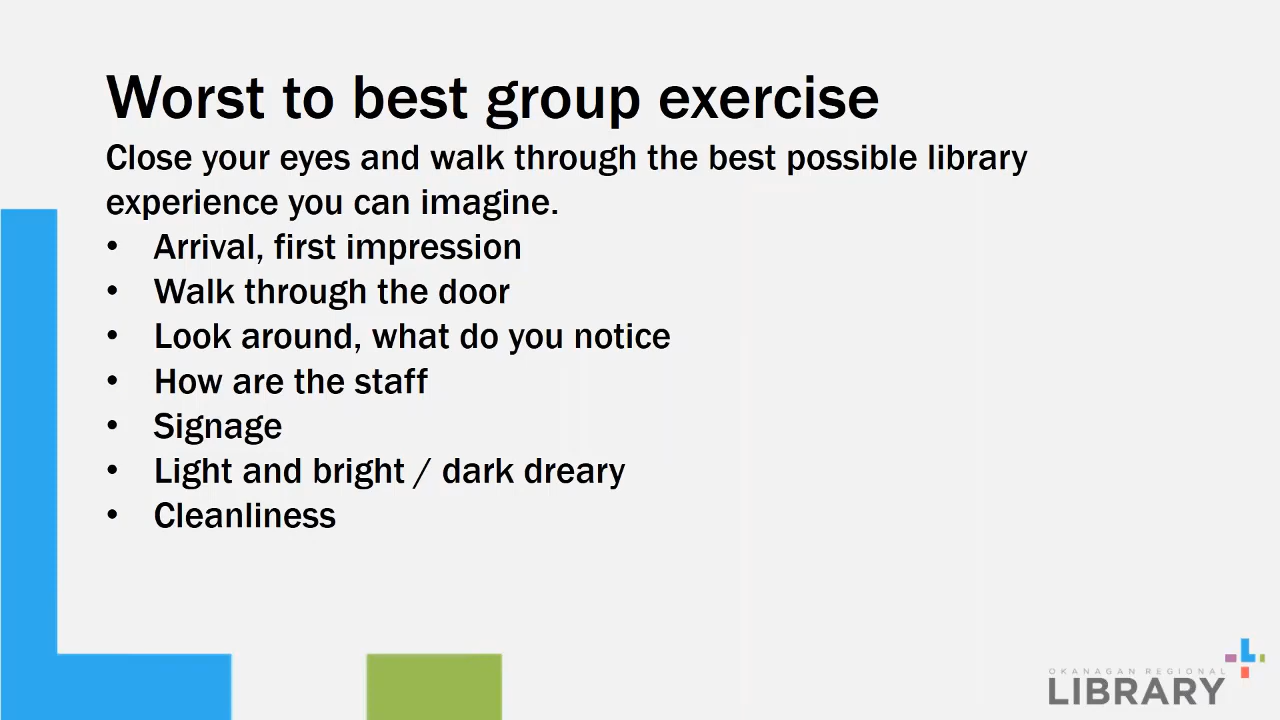 Worst to best group exercise
Close your eyes and walk through the best possible library
experience you can imagine.
• Arrival, first impression
• Walk through the door
• Look around, what do you notice
• How are the staff
• Signage
• Light and bright / dark dreary
• Cleanliness
OKANAGAN REGIONAL
LIBRARY